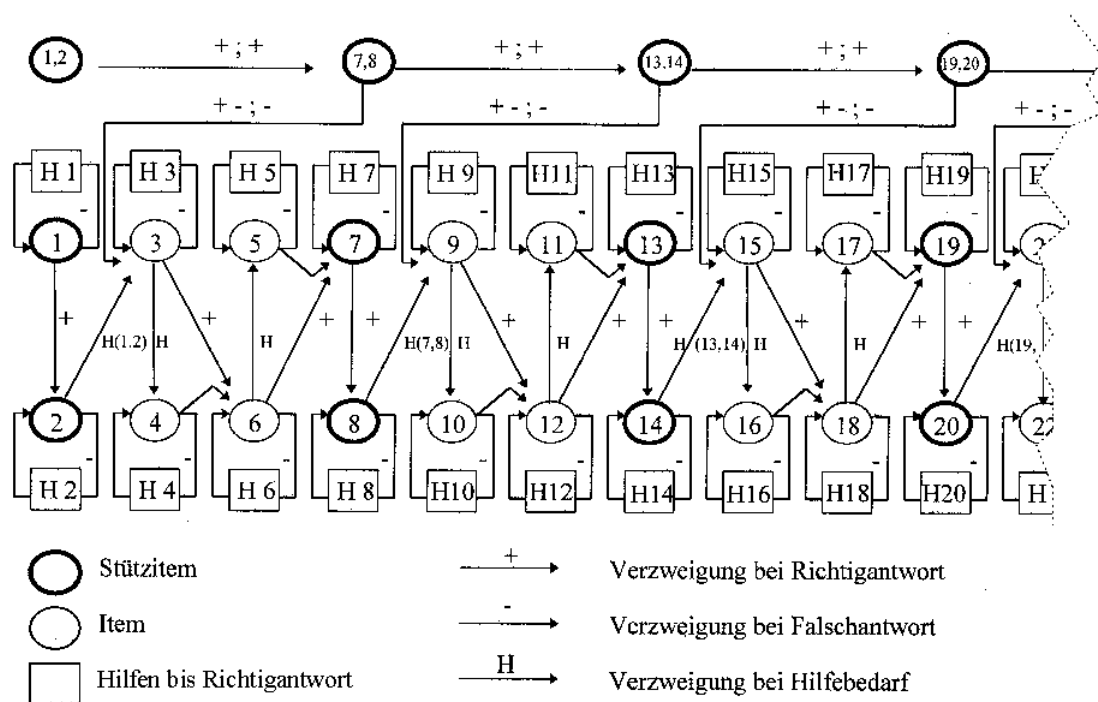 1,2 + ; + 7,8 + ; + 13,14 + ; + 19,20
+ - ; - + - ; - + - ; - + - ; -
H 1 H 3 H 5 H 7 H 9 H11 H13 H15 H17 H19 H
- - - - - - - - - -
1 3 5 7 9 11 13 15 17 19 2
+ + + + + + + + + +
H(1.2) H H H(7,8) H H H (13,14) H H H(19,
2 4 6 8 10 12 14 16 18 20 22
- - - - - - - - - -
H 2 H 4 H 6 H 8 H10 H12 H14 H16 H18 H20 H
Stützitem + Verzweigung bei Richtigantwort
Item - Verzweigung bei Falschantwort
Hilfen bis Richtigantwort H Verzweigung bei Hilfebedarf